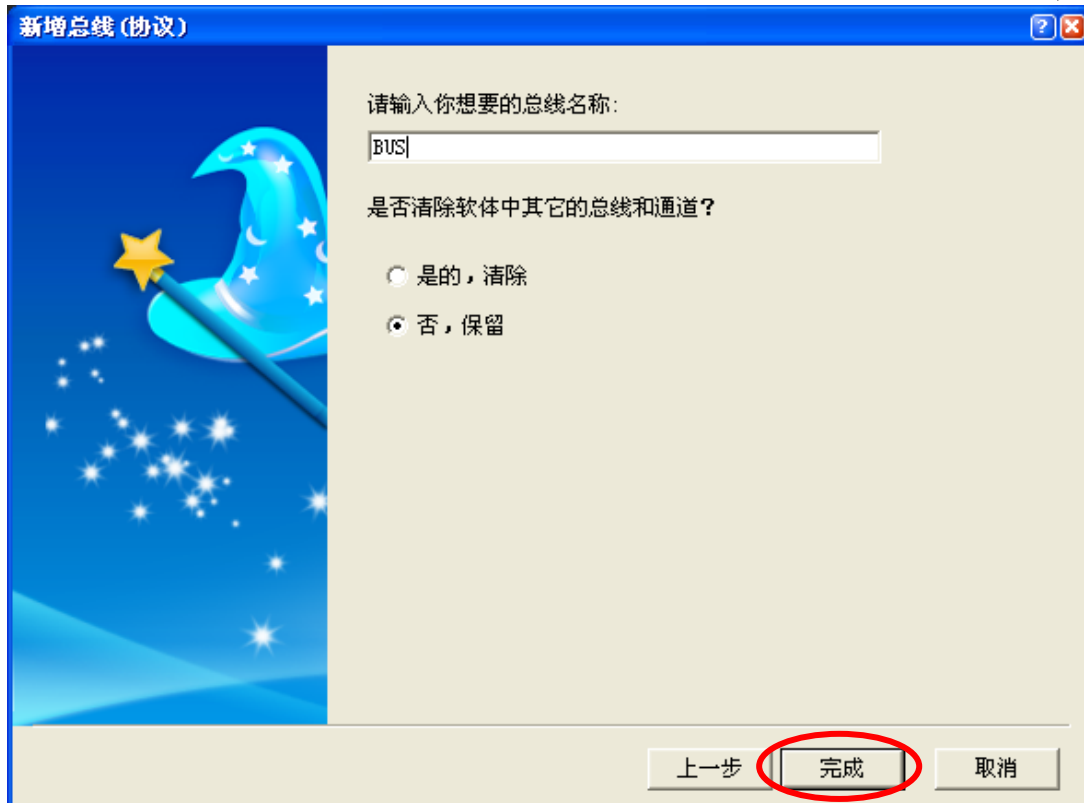 新增总线(协议)
请输入你想要的总线名称:
BUS
是否清除软体中其它的总线和通道?
是的,清除
否,保留
上一步 完成 取消